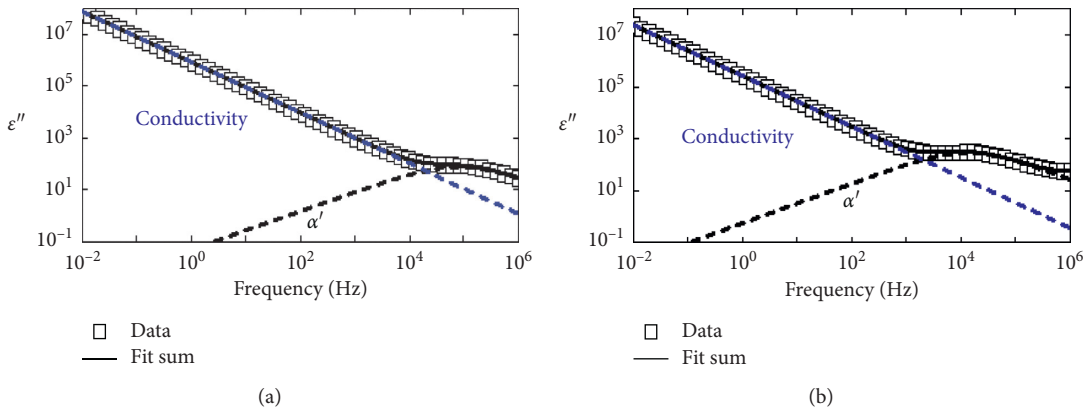 10^7
10^5
10^3
10^1
10^-1
ε″
Conductivity
α′
10^-2
10^0
10^2
10^4
10^6
Frequency (Hz)
Data
Fit sum
(a)
10^7
10^5
10^3
10^1
10^-1
ε″
Conductivity
α′
10^-2
10^0
10^2
10^4
10^6
Frequency (Hz)
Data
Fit sum
(b)